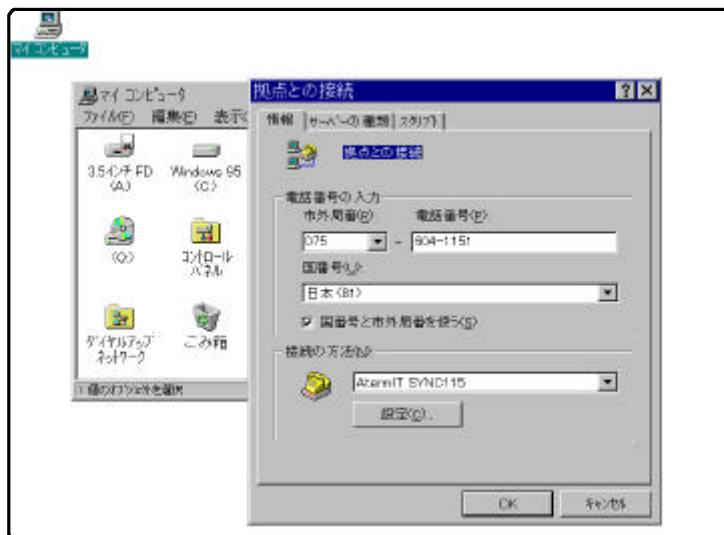 マイ コンピュータ
マイ コンピュータ
ファイル(F) 編集(E) 表示(
3.5インチ FD
(A:)
Windows 95
(C:)
(Q:)
コントロール
パネル
ダイヤルアップ
ネットワーク
ごみ箱
1 個のオブジェクトを選択
拠点との接続
情報 サーバーの種類 スクリプト
拠点との接続
電話番号の入力
市外局番(R) 電話番号(P)
075 - 604-1151
国番号(U)
日本 (81)
国番号と市外局番を使う(S)
接続の方法(N)
AtermIT SYNC115
設定(C)...
OK キャンセル